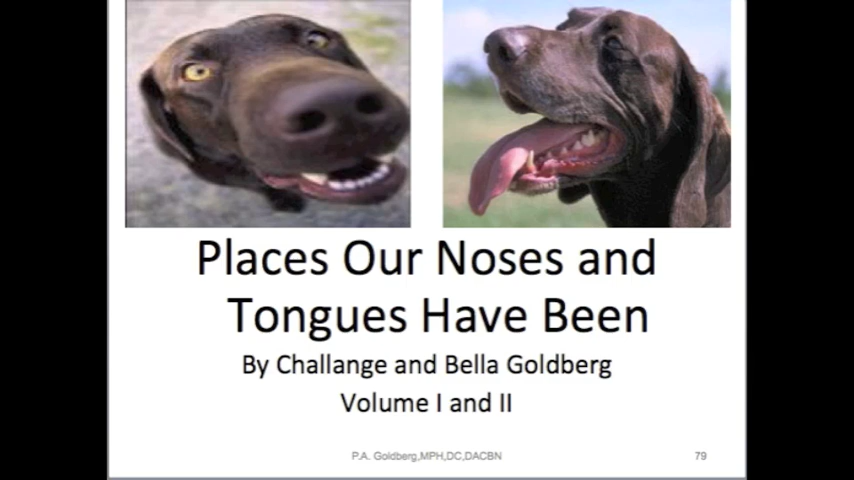 Places Our Noses and
Tongues Have Been
By Challange and Bella Goldberg
Volume I and II
P.A. Goldberg,MPH,DC,DACBN
79